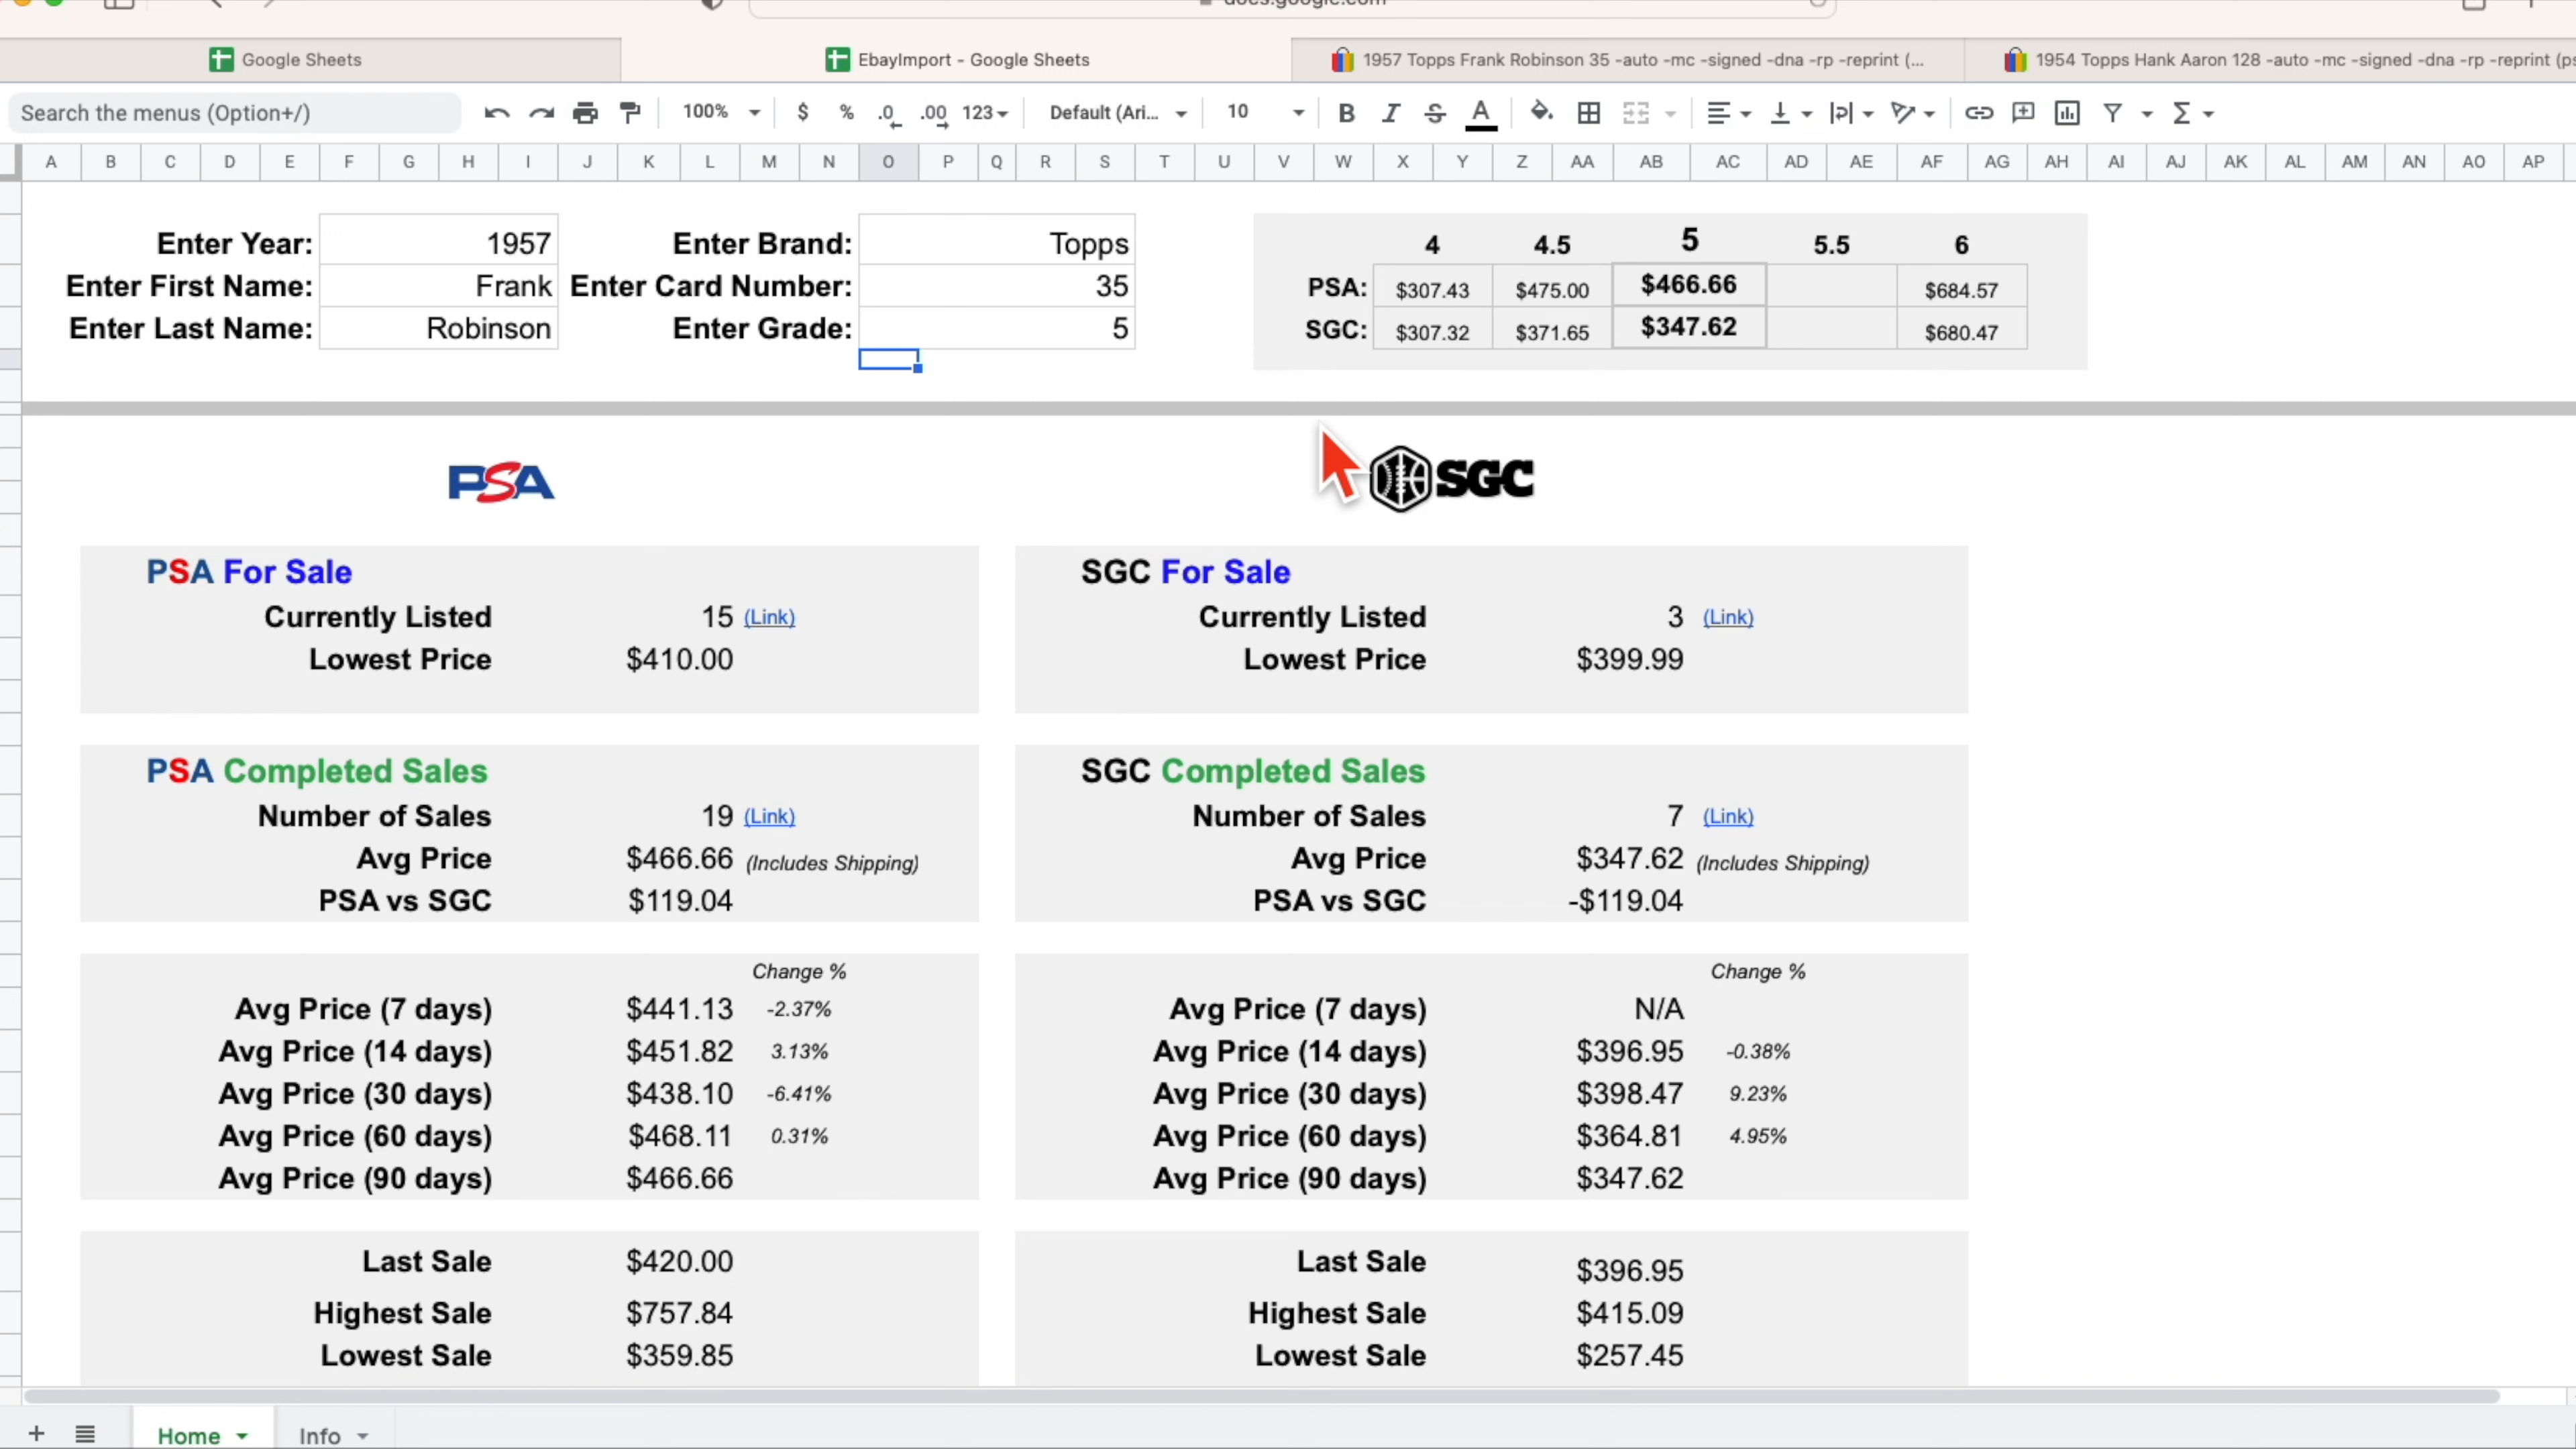 Google Sheets
EbayImport - Google Sheets
1957 Topps Frank Robinson 35 -auto -mc -signed -dna -rp -reprint (...
1954 Topps Hank Aaron 128 -auto -mc -signed -dna -rp -reprint (ps
Search the menus (Option+/) 100% $ % .0 .00 123 Default (Ari... 10 B I S A
A B C D E F G H I J K L M N O P Q R S T U V W X Y Z AA AB AC AD AE AF AG AH AI AJ AK AL AM AN AO AP
Enter Year: 1957 Enter Brand: Topps
Enter First Name: Frank Enter Card Number: 35
Enter Last Name: Robinson Enter Grade: 5
4 4.5 5 5.5 6
PSA: $307.43 $475.00 $466.66 $684.57
SGC: $307.32 $371.65 $347.62 $680.47
PSA
SGC
PSA For Sale
Currently Listed 15 (Link)
Lowest Price $410.00
SGC For Sale
Currently Listed 3 (Link)
Lowest Price $399.99
PSA Completed Sales
Number of Sales 19 (Link)
Avg Price $466.66 (Includes Shipping)
PSA vs SGC $119.04
SGC Completed Sales
Number of Sales 7 (Link)
Avg Price $347.62 (Includes Shipping)
PSA vs SGC -$119.04
Change %
Avg Price (7 days) $441.13 -2.37%
Avg Price (14 days) $451.82 3.13%
Avg Price (30 days) $438.10 -6.41%
Avg Price (60 days) $468.11 0.31%
Avg Price (90 days) $466.66
Change %
Avg Price (7 days) N/A
Avg Price (14 days) $396.95 -0.38%
Avg Price (30 days) $398.47 9.23%
Avg Price (60 days) $364.81 4.95%
Avg Price (90 days) $347.62
Last Sale $420.00
Highest Sale $757.84
Lowest Sale $359.85
Last Sale $396.95
Highest Sale $415.09
Lowest Sale $257.45
Home Info